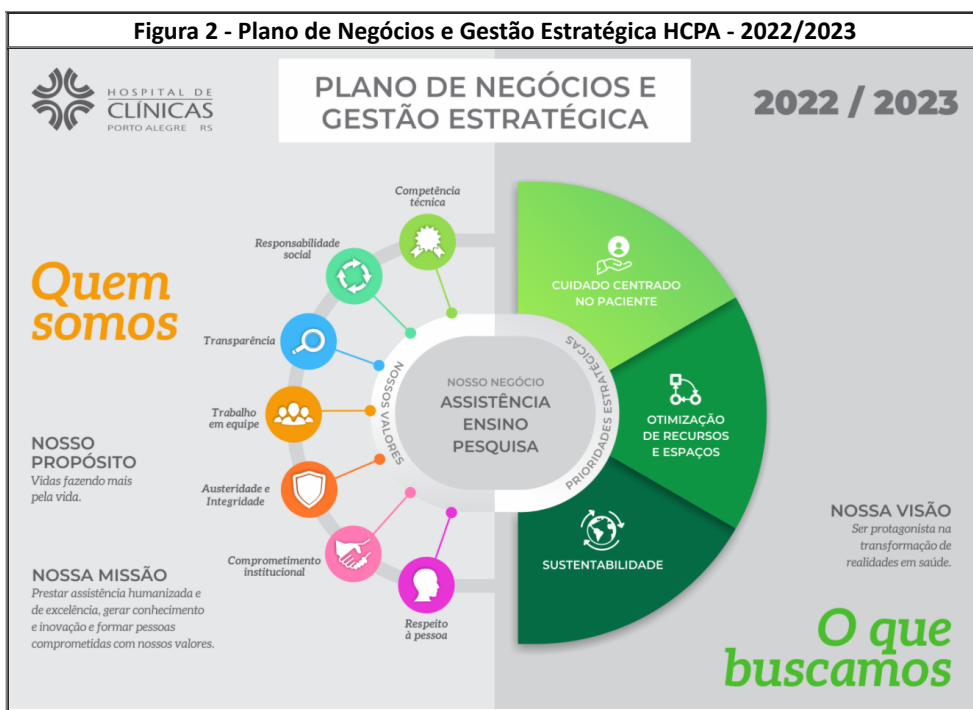 Figura 2 - Plano de Negócios e Gestão Estratégica HCPA - 2022/2023
HOSPITAL DE
CLÍNICAS
PORTO ALEGRE RS
PLANO DE NEGÓCIOS E
GESTÃO ESTRATÉGICA
2022 / 2023
Quem
somos
NOSSO
PROPÓSITO
Vidas fazendo mais
pela vida.
NOSSA MISSÃO
Prestar assistência humanizada e
de excelência, gerar conhecimento
e inovação e formar pessoas
comprometidas com nossos valores.
Competência
técnica
Responsabilidade
social
Transparência
Trabalho
em equipe
Austeridade e
Integridade
Comprometimento
institucional
Respeito
à pessoa
NOSSOS VALORES
NOSSO NEGÓCIO
ASSISTÊNCIA
ENSINO
PESQUISA
PRIORIDADES ESTRATÉGICAS
CUIDADO CENTRADO
NO PACIENTE
OTIMIZAÇÃO
DE RECURSOS
E ESPAÇOS
SUSTENTABILIDADE
NOSSA VISÃO
Ser protagonista na
transformação de
realidades em saúde.
O que
buscamos